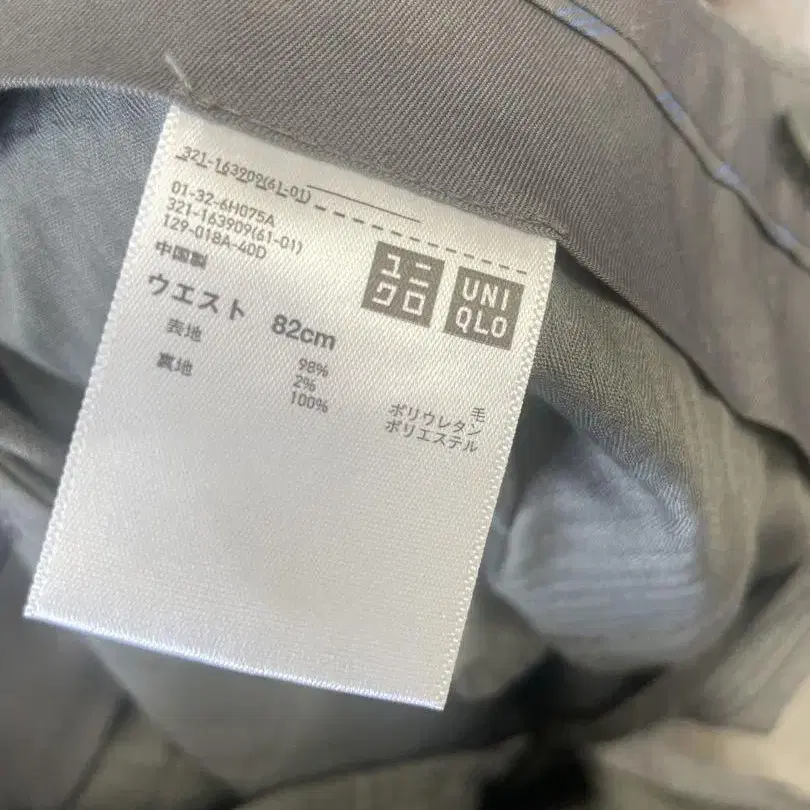 321-163909(61-01)
01-32-6H075A
321-163909(61-01)
129-018A-40D
中国製
ユニ
クロ
UNI
QLO
ウエスト 82cm
表地 98% 毛
2% ポリウレタン
裏地 100% ポリエステル